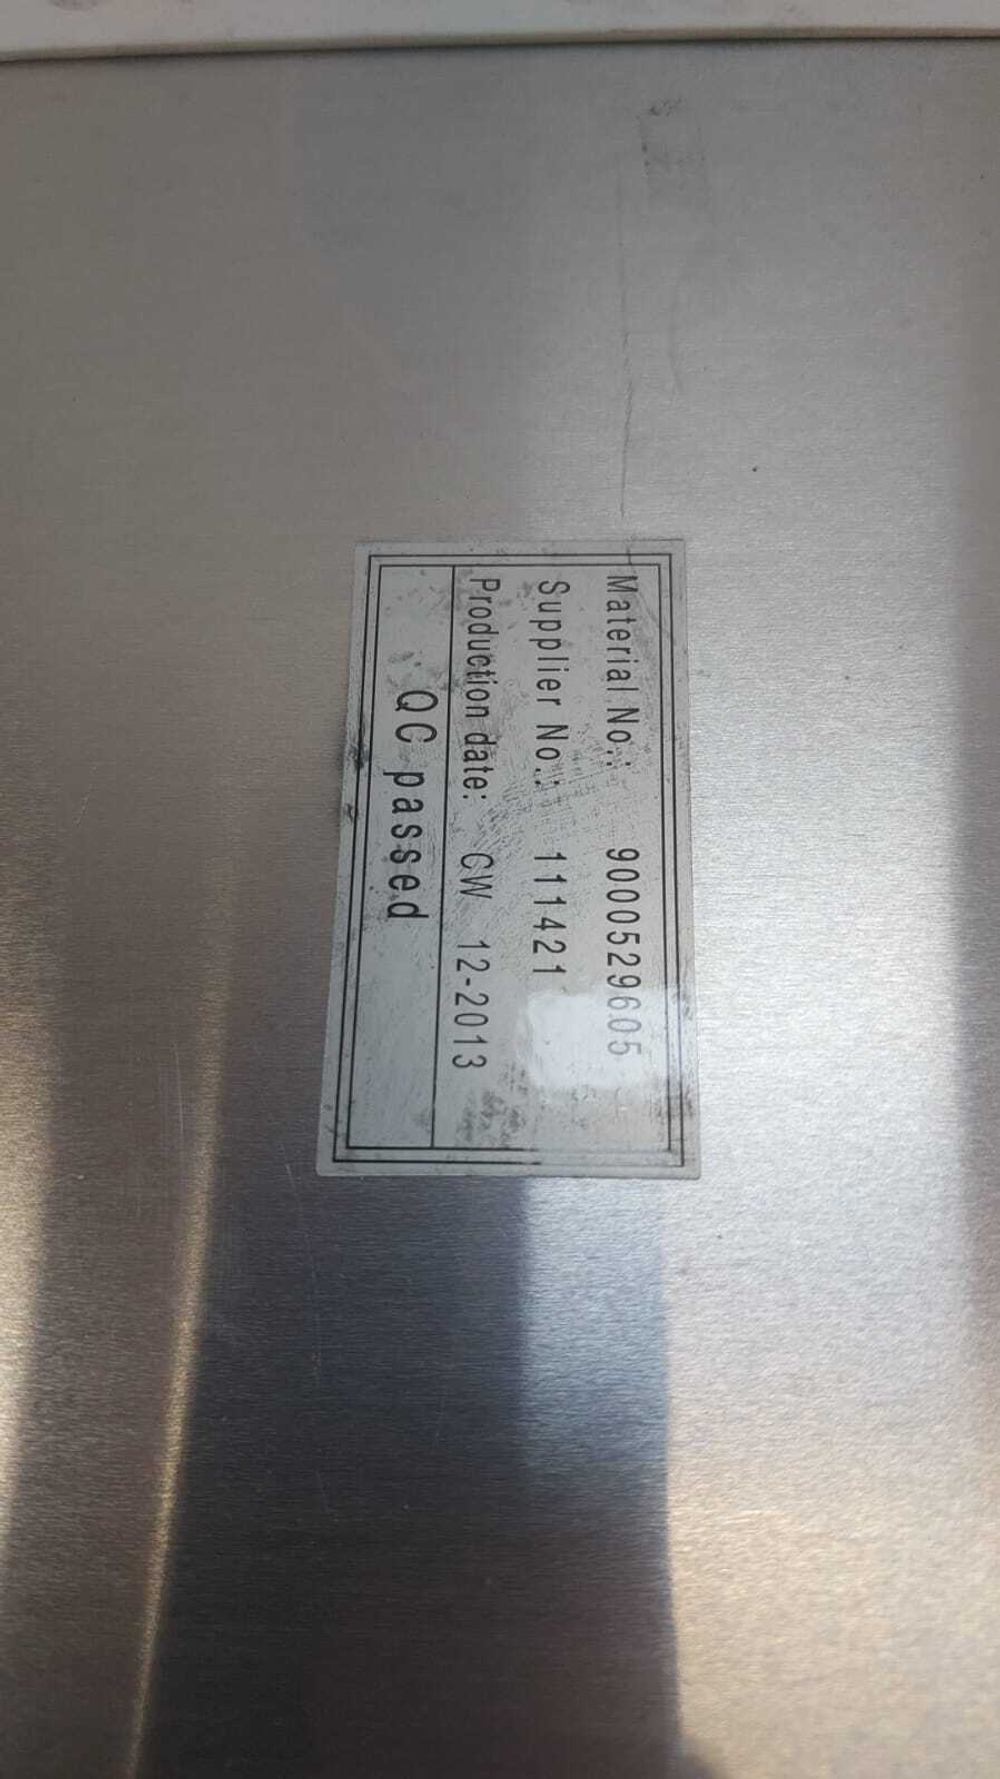 Material No.: 9000529605
Supplier No.: 111421
Production date: CW 12-2013
QC passed